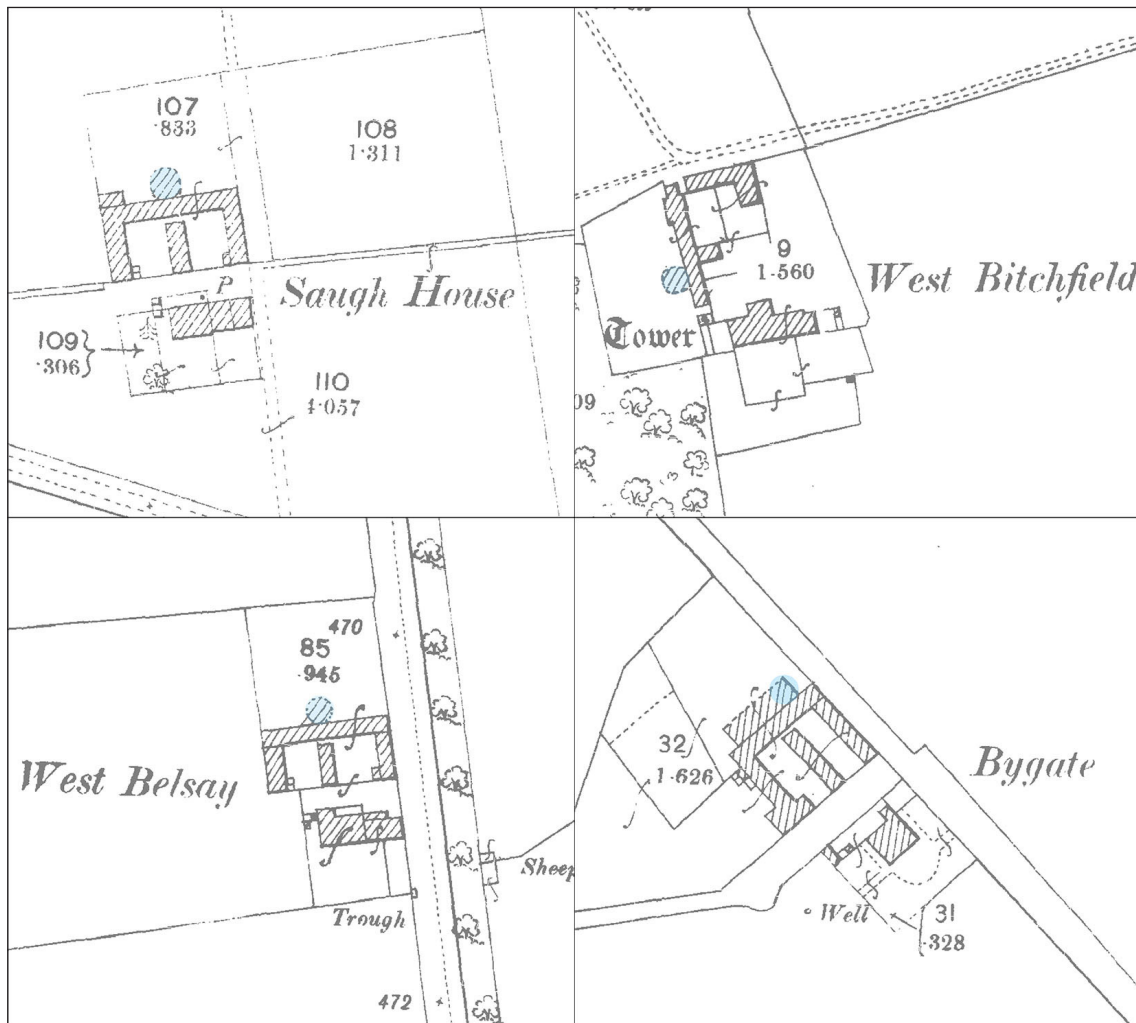 107
·833
108
1·311
P
Saugh House
109
·306
110
4·057
9
1·560
West Bitchfield
Tower
09
470
85
·945
West Belsay
Sheep
Trough
472
32
1·626
Bygate
Well
31
·328